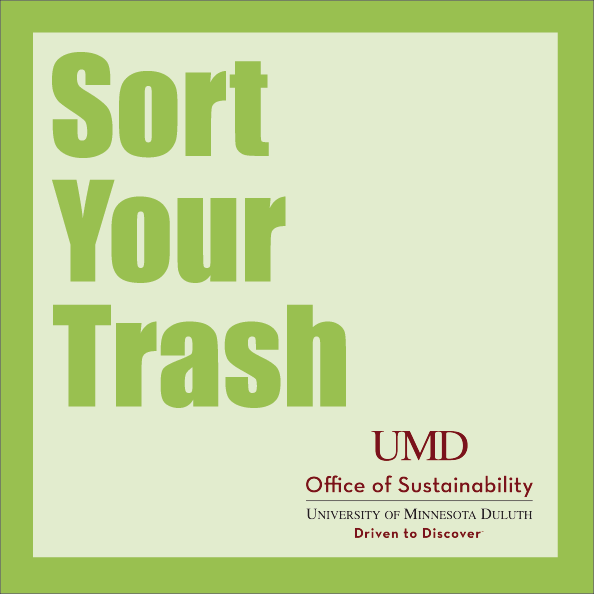 Sort
Your
Trash
UMD
Office of Sustainability
UNIVERSITY OF MINNESOTA DULUTH
Driven to Discover